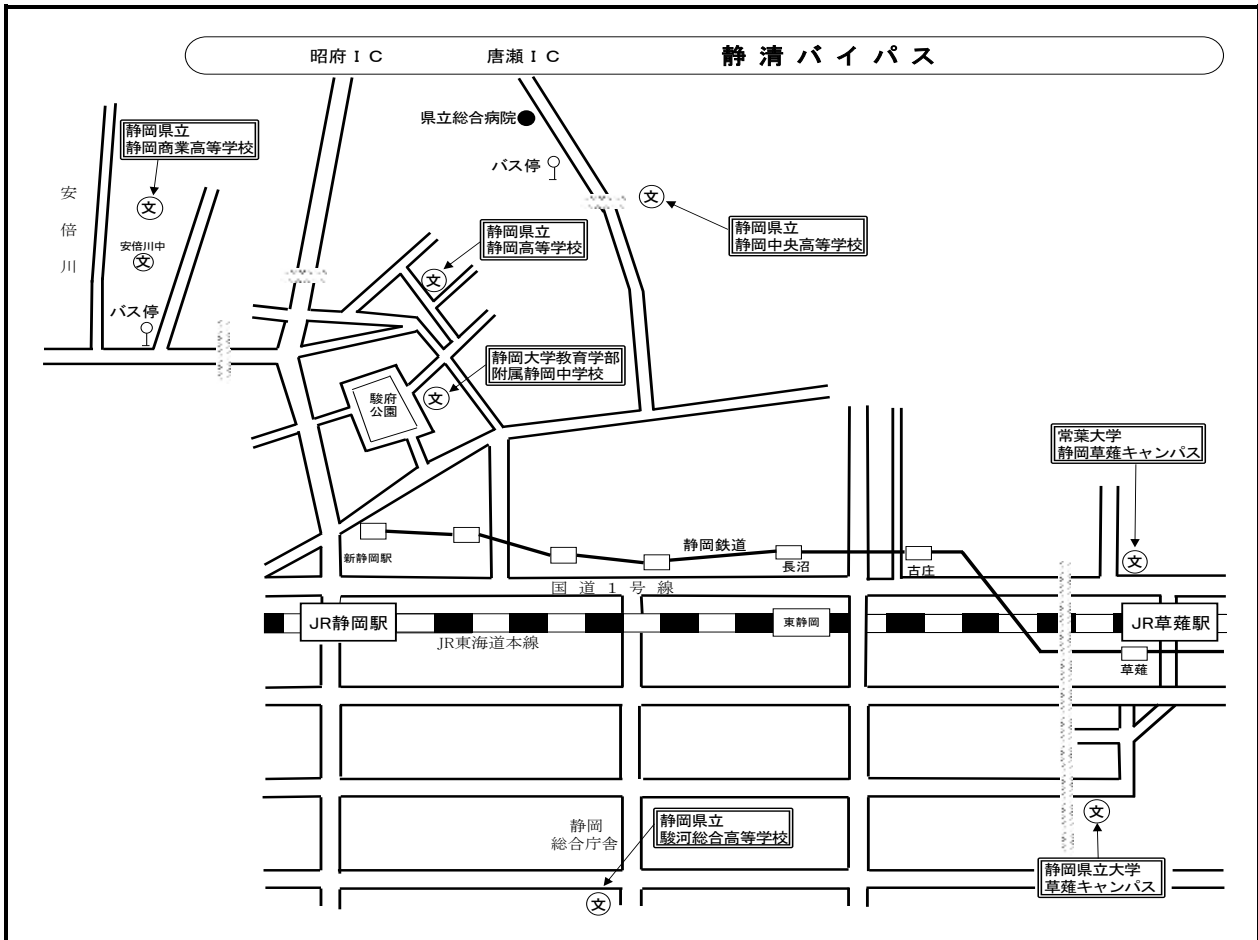 昭府ＩＣ
唐瀬ＩＣ
静清バイパス
県立総合病院
静岡県立
静岡商業高等学校
バス停
安倍川
文
文
静岡県立
静岡中央高等学校
静岡県立
静岡高等学校
安倍川中
文
文
バス停
静岡大学教育学部
附属静岡中学校
文
駿府
公園
常葉大学
静岡草薙キャンパス
新静岡駅
静岡鉄道
長沼
古庄
文
国道１号線
JR静岡駅
東静岡
JR草薙駅
JR東海道本線
草薙
静岡
総合庁舎
静岡県立
駿河総合高等学校
文
静岡県立大学
草薙キャンパス
文